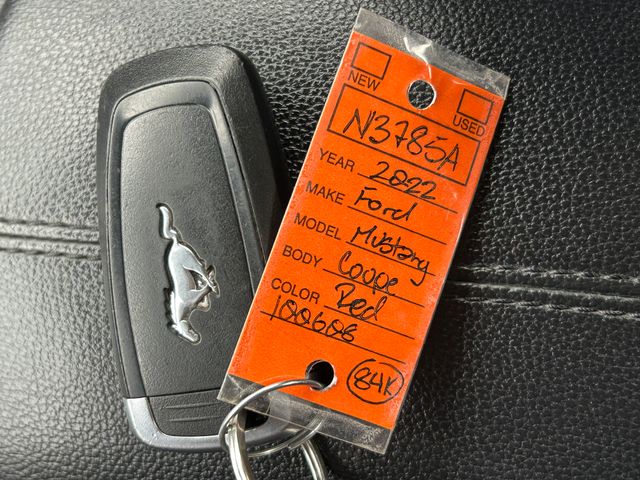 NEW
USED
N3785A
YEAR 2022
MAKE Ford
MODEL Mustang
BODY Coupe
COLOR Red
100608
84K